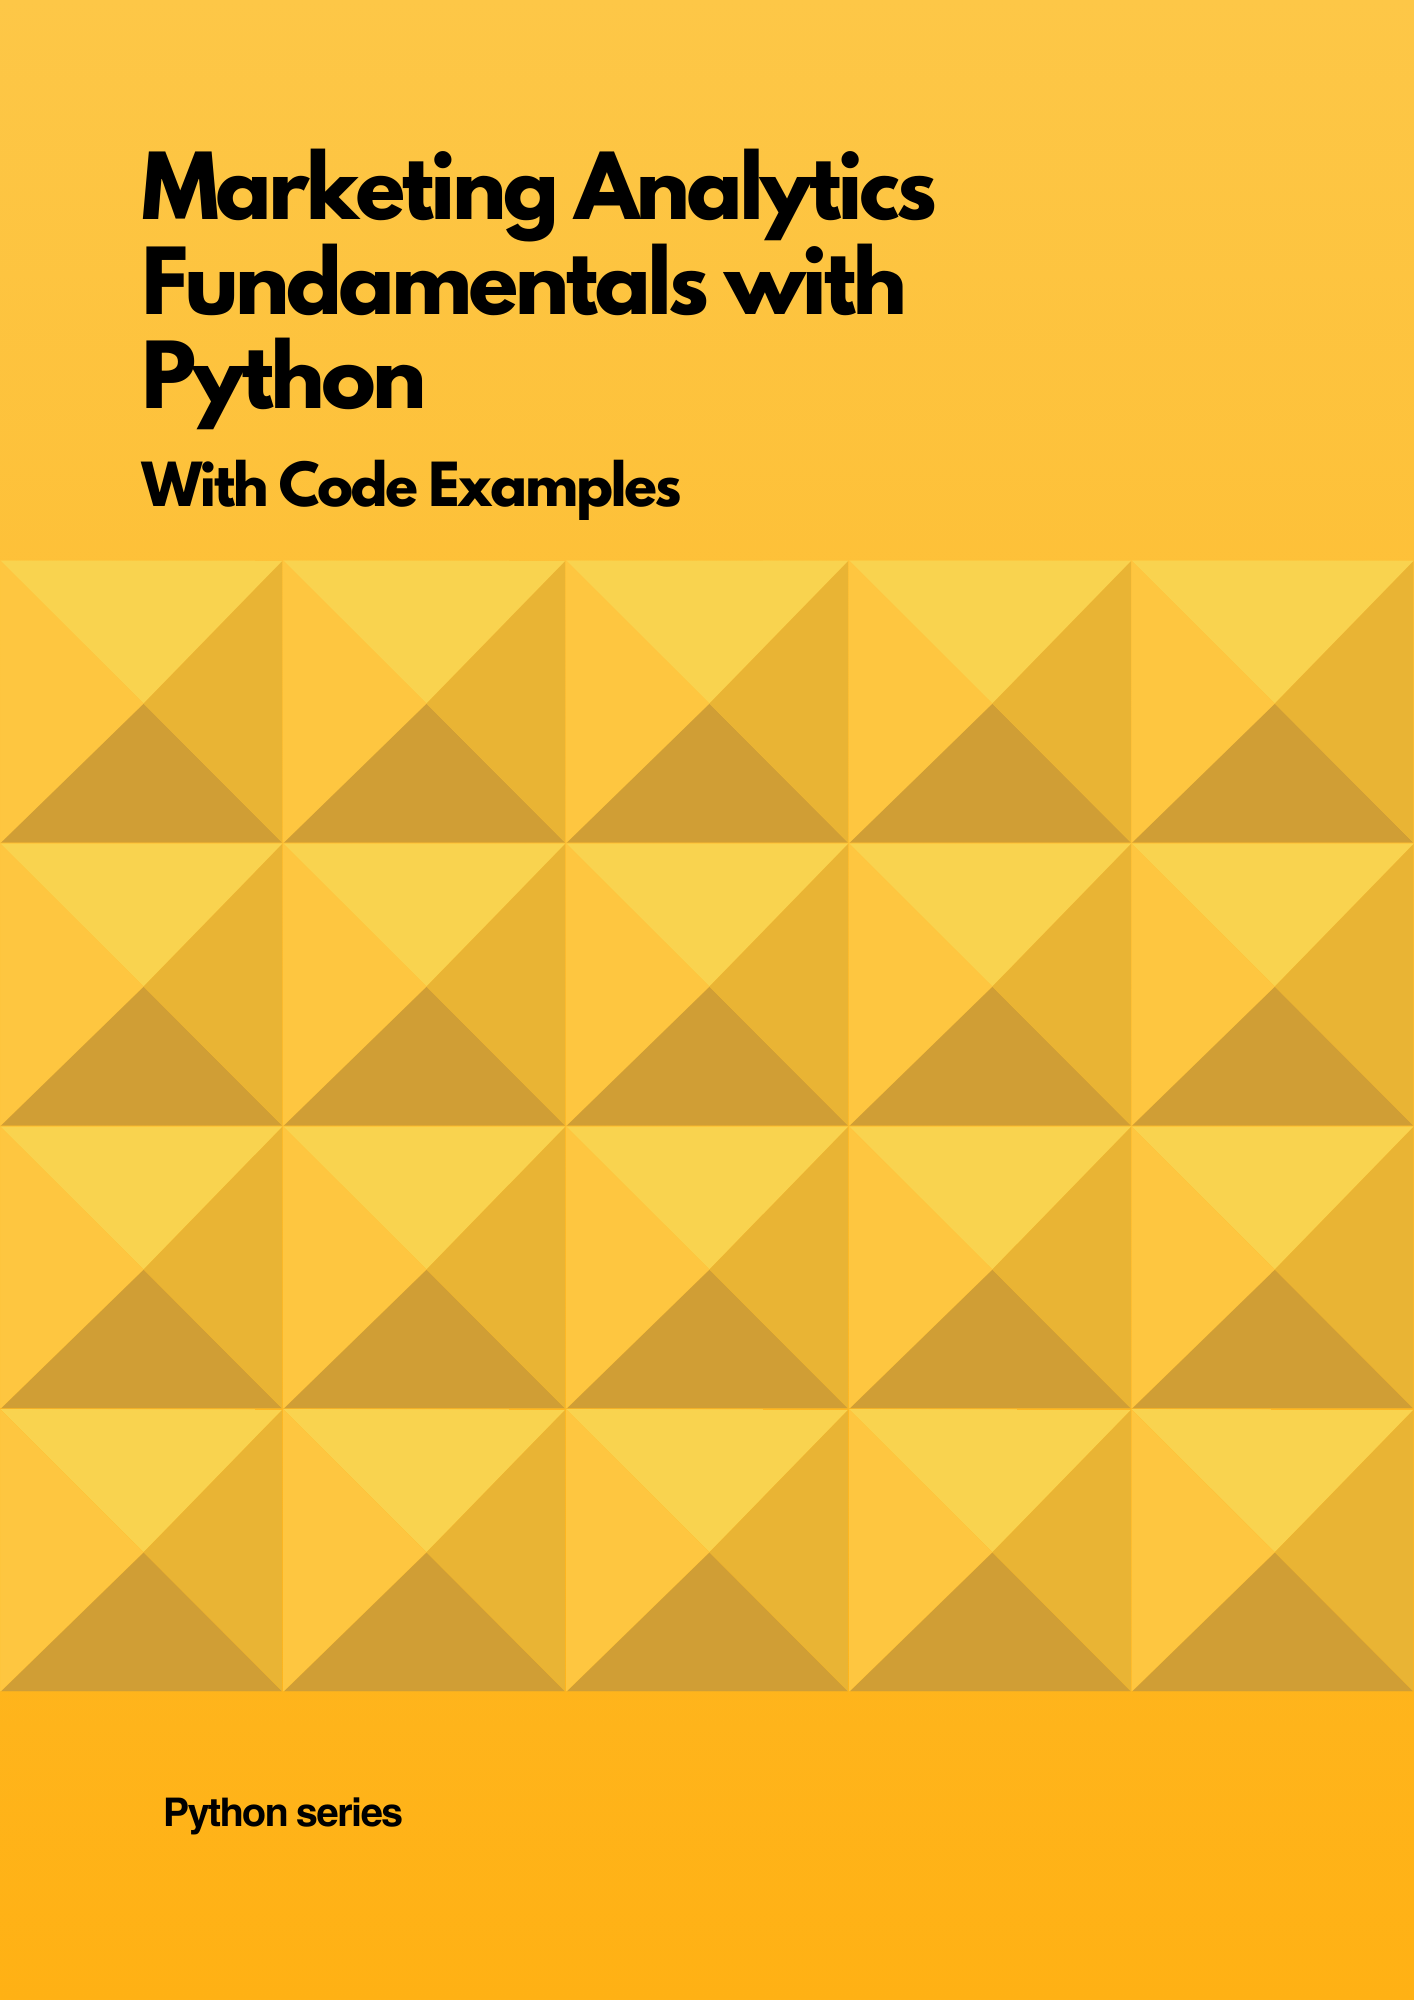 Marketing Analytics
Fundamentals with
Python
With Code Examples
Python series